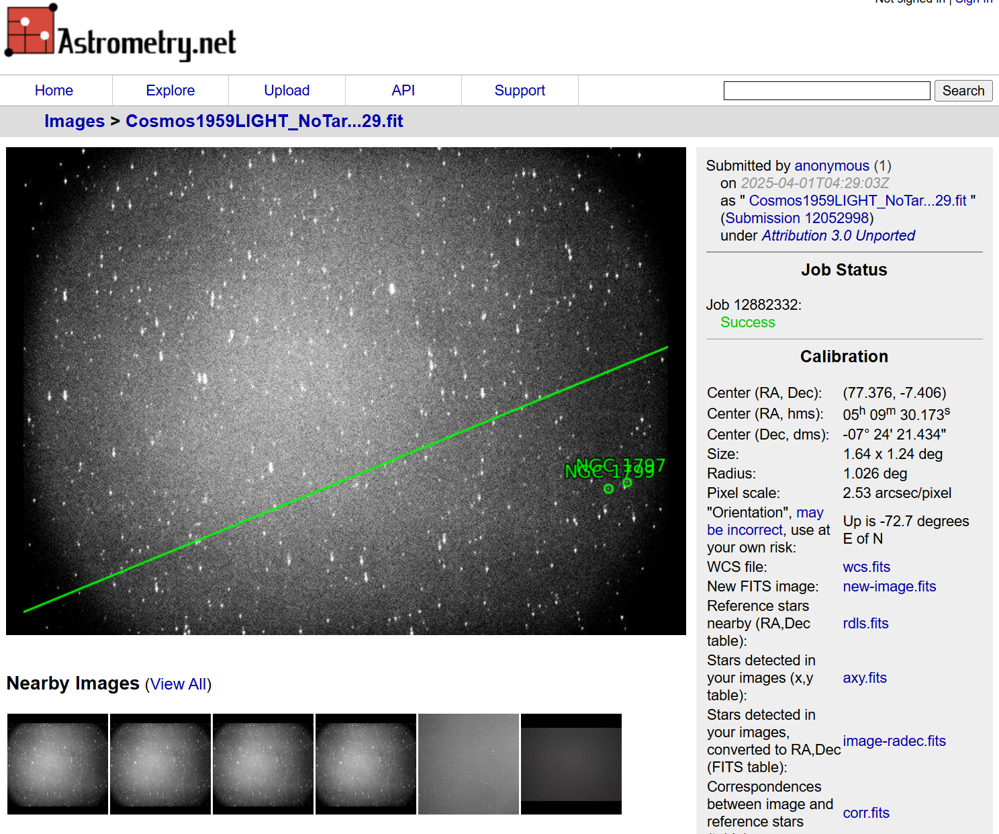 Not signed in | Sign in
Astrometry.net
Home
Explore
Upload
API
Support
Search
Images > Cosmos1959LIGHT_NoTar...29.fit
NGC 1797
NGC 1799
Submitted by anonymous (1)
on 2025-04-01T04:29:03Z
as " Cosmos1959LIGHT_NoTar...29.fit "
(Submission 12052998)
under Attribution 3.0 Unported
Job Status
Job 12882332:
Success
Calibration
Center (RA, Dec): (77.376, -7.406)
Center (RA, hms): 05h 09m 30.173s
Center (Dec, dms): -07° 24' 21.434"
Size: 1.64 x 1.24 deg
Radius: 1.026 deg
Pixel scale: 2.53 arcsec/pixel
"Orientation", may
be incorrect, use at
your own risk:
Up is -72.7 degrees
E of N
WCS file: wcs.fits
New FITS image: new-image.fits
Reference stars
nearby (RA,Dec
table):
rdls.fits
Stars detected in
your images (x,y
table):
axy.fits
Stars detected in
your images,
converted to RA,Dec
(FITS table):
image-radec.fits
Correspondences
between image and
reference stars
corr.fits
Nearby Images (View All)